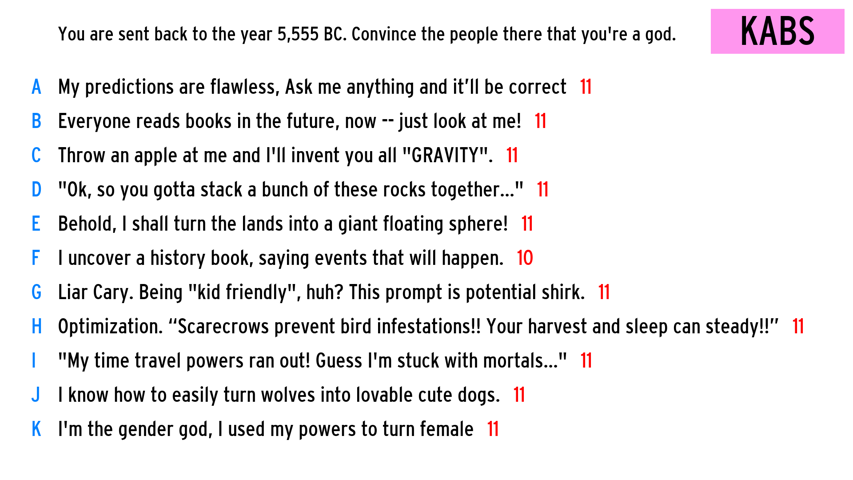 You are sent back to the year 5,555 BC. Convince the people there that you're a god.
KABS
A My predictions are flawless, Ask me anything and it’ll be correct 11
B Everyone reads books in the future, now -- just look at me! 11
C Throw an apple at me and I'll invent you all "GRAVITY". 11
D "Ok, so you gotta stack a bunch of these rocks together..." 11
E Behold, I shall turn the lands into a giant floating sphere! 11
F I uncover a history book, saying events that will happen. 10
G Liar Cary. Being "kid friendly", huh? This prompt is potential shirk. 11
H Optimization. “Scarecrows prevent bird infestations!! Your harvest and sleep can steady!!” 11
I "My time travel powers ran out! Guess I'm stuck with mortals..." 11
J I know how to easily turn wolves into lovable cute dogs. 11
K I'm the gender god, I used my powers to turn female 11